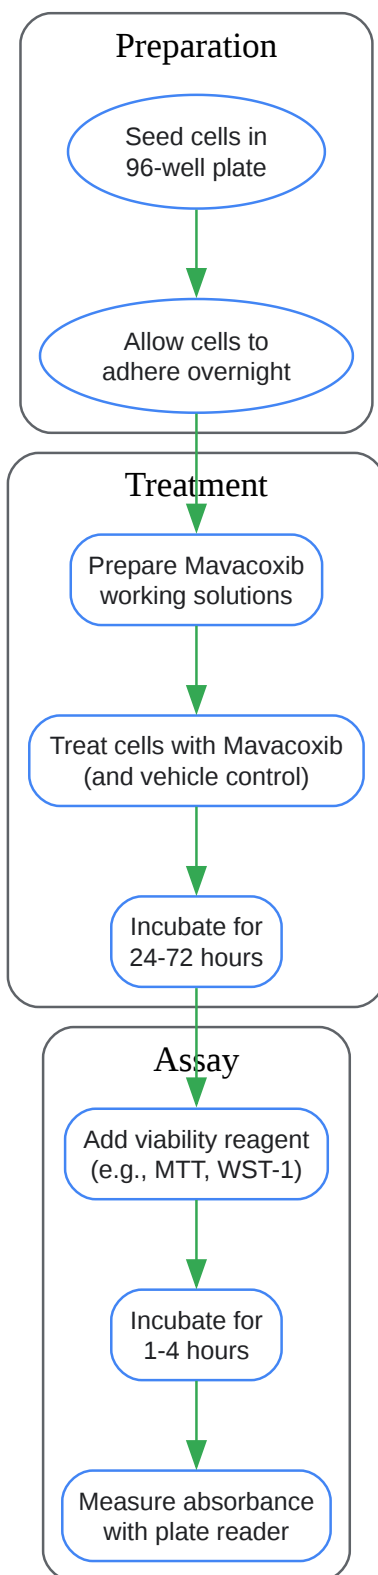 Preparation
Seed cells in
96-well plate
Allow cells to
adhere overnight
Treatment
Prepare Mavacoxib
working solutions
Treat cells with Mavacoxib
(and vehicle control)
Incubate for
24-72 hours
Assay
Add viability reagent
(e.g., MTT, WST-1)
Incubate for
1-4 hours
Measure absorbance
with plate reader